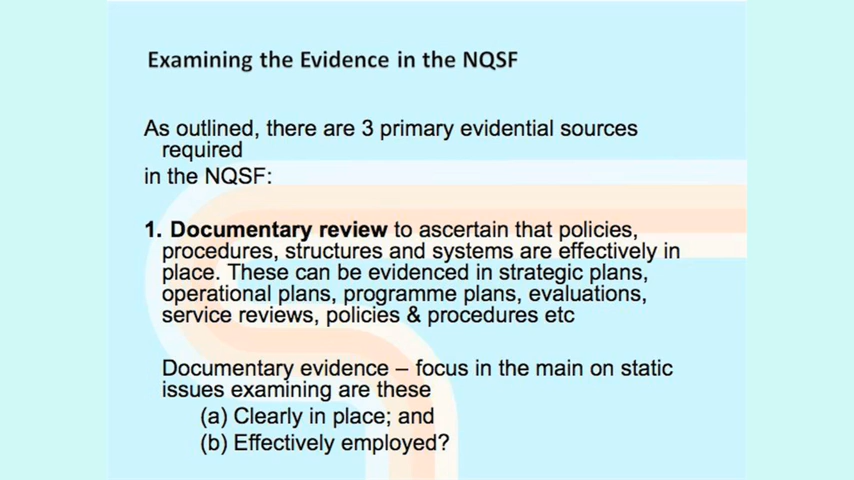 Examining the Evidence in the NQSF
As outlined, there are 3 primary evidential sources
required
in the NQSF:
1. Documentary review to ascertain that policies,
procedures, structures and systems are effectively in
place. These can be evidenced in strategic plans,
operational plans, programme plans, evaluations,
service reviews, policies & procedures etc
Documentary evidence – focus in the main on static
issues examining are these
(a) Clearly in place; and
(b) Effectively employed?